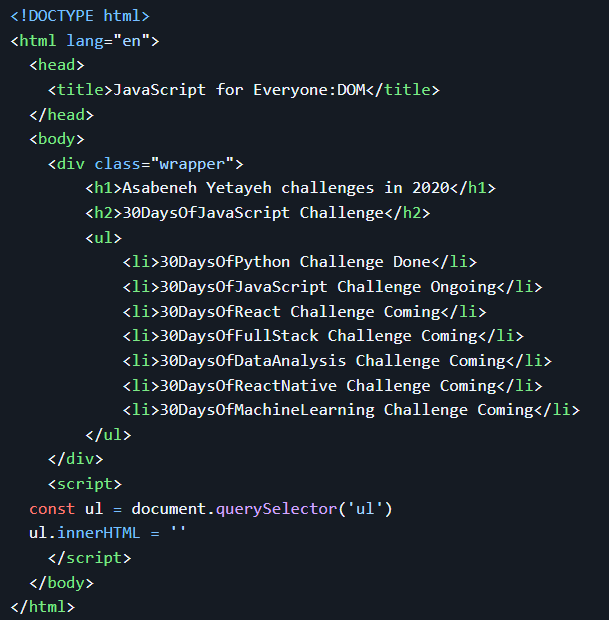 <!DOCTYPE html>
<html lang="en">
  <head>
    <title>JavaScript for Everyone:DOM</title>
  </head>
  <body>
    <div class="wrapper">
        <h1>Asabeneh Yetayeh challenges in 2020</h1>
        <h2>30DaysOfJavaScript Challenge</h2>
        <ul>
            <li>30DaysOfPython Challenge Done</li>
            <li>30DaysOfJavaScript Challenge Ongoing</li>
            <li>30DaysOfReact Challenge Coming</li>
            <li>30DaysOfFullStack Challenge Coming</li>
            <li>30DaysOfDataAnalysis Challenge Coming</li>
            <li>30DaysOfReactNative Challenge Coming</li>
            <li>30DaysOfMachineLearning Challenge Coming</li>
        </ul>
    </div>
    <script>
  const ul = document.querySelector('ul')
  ul.innerHTML = ''
    </script>
  </body>
</html>